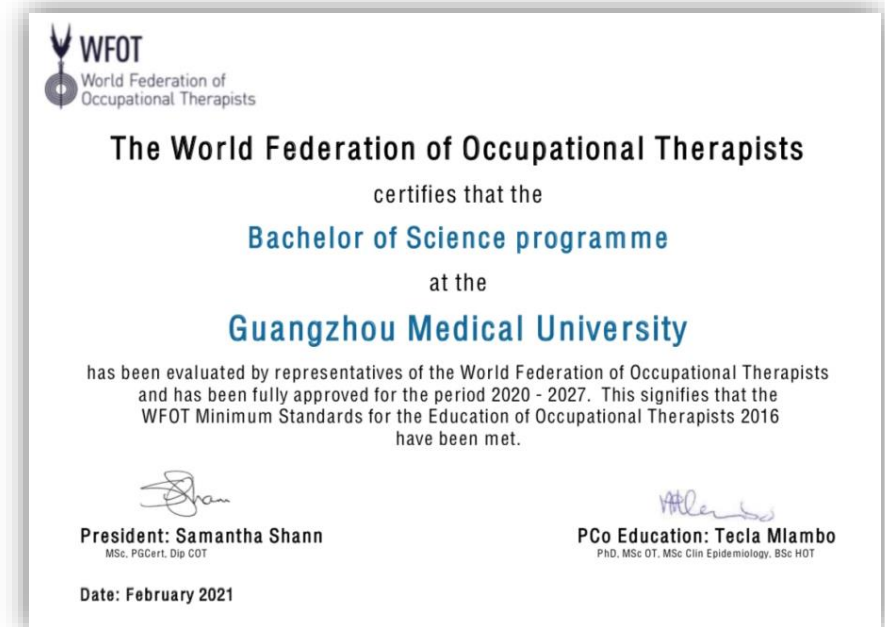 WFOT
World Federation of
Occupational Therapists
The World Federation of Occupational Therapists
certifies that the
Bachelor of Science programme
at the
Guangzhou Medical University
has been evaluated by representatives of the World Federation of Occupational Therapists
and has been fully approved for the period 2020 - 2027. This signifies that the
WFOT Minimum Standards for the Education of Occupational Therapists 2016
have been met.
President: Samantha Shann
MSc, PGCert, Dip COT
PCo Education: Tecla Mlambo
PhD, MSc OT, MSc Clin Epidemiology, BSc HOT
Date: February 2021